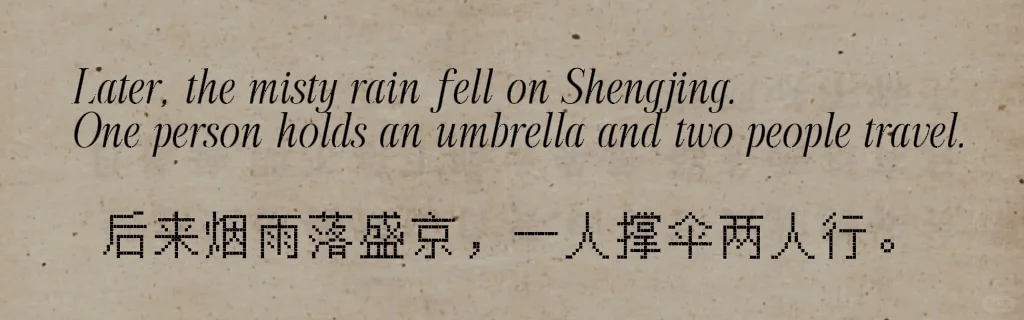 Later, the misty rain fell on Shengjing.
One person holds an umbrella and two people travel.
后来烟雨落盛京，一人撑伞两人行。